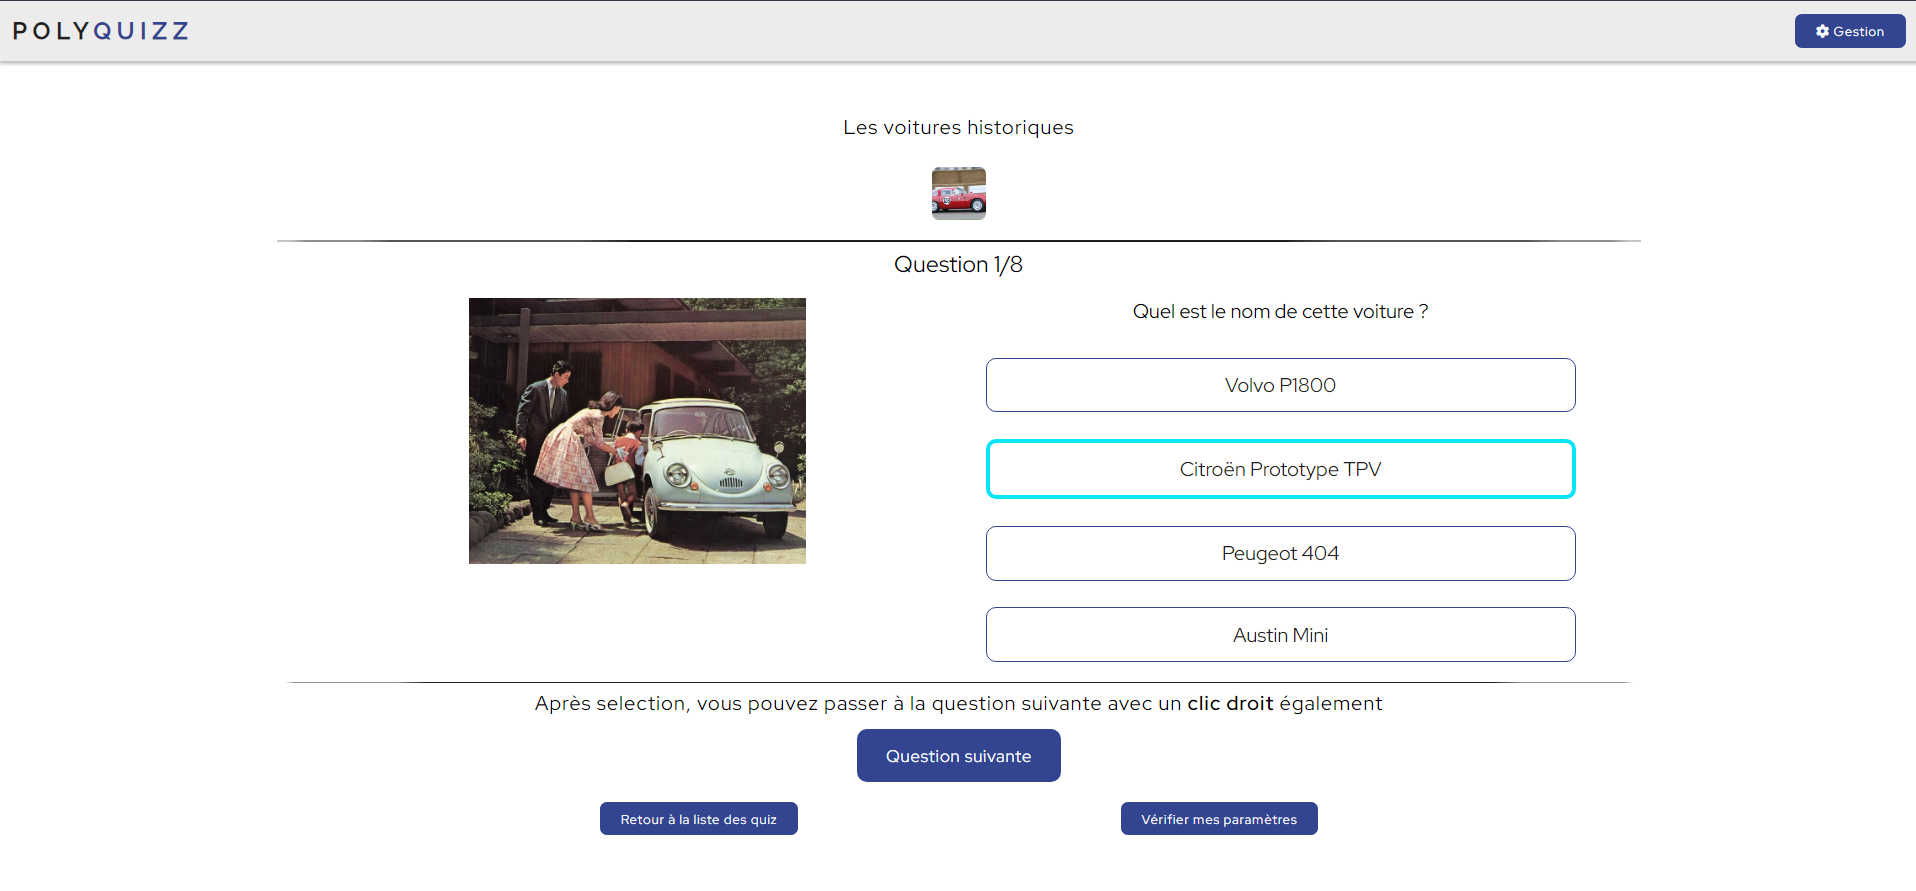 POLYQUIZZ
Gestion
Les voitures historiques
Question 1/8
Quel est le nom de cette voiture ?
Volvo P1800
Citroën Prototype TPV
Peugeot 404
Austin Mini
Après selection, vous pouvez passer à la question suivante avec un clic droit également
Question suivante
Retour à la liste des quiz
Vérifier mes paramètres